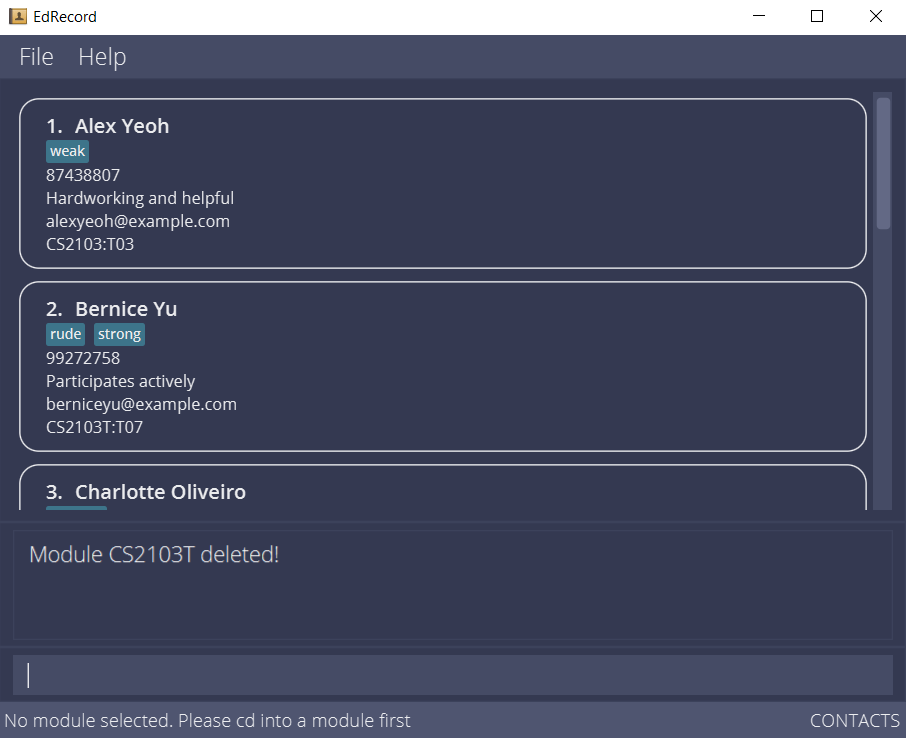 EdRecord
File Help
1. Alex Yeoh
weak
87438807
Hardworking and helpful
alexyeoh@example.com
CS2103:T03
2. Bernice Yu
rude strong
99272758
Participates actively
berniceyu@example.com
CS2103T:T07
3. Charlotte Oliveiro
Module CS2103T deleted!
No module selected. Please cd into a module first CONTACTS